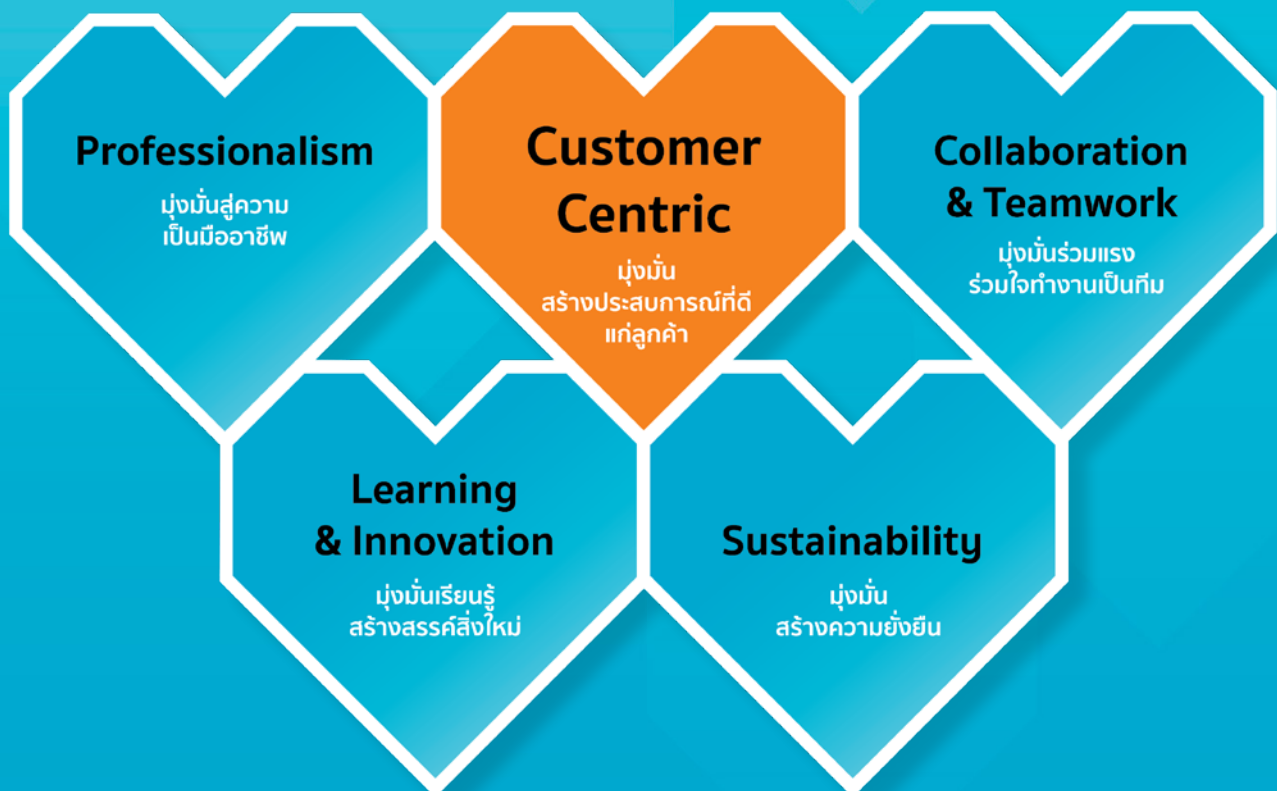 Professionalism
มุ่งมั่นสู่ความ
เป็นมืออาชีพ
Customer
Centric
มุ่งมั่น
สร้างประสบการณ์ที่ดี
แก่ลูกค้า
Collaboration
& Teamwork
มุ่งมั่นร่วมแรง
ร่วมใจทำงานเป็นทีม
Learning
& Innovation
มุ่งมั่นเรียนรู้
สร้างสรรค์สิ่งใหม่
Sustainability
มุ่งมั่น
สร้างความยั่งยืน